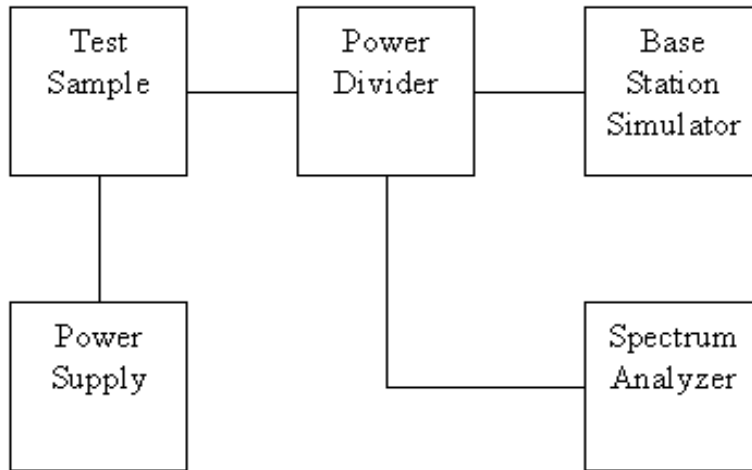 Test
Sample
Power
Divider
Base
Station
Simulator
Power
Supply
Spectrum
Analyzer